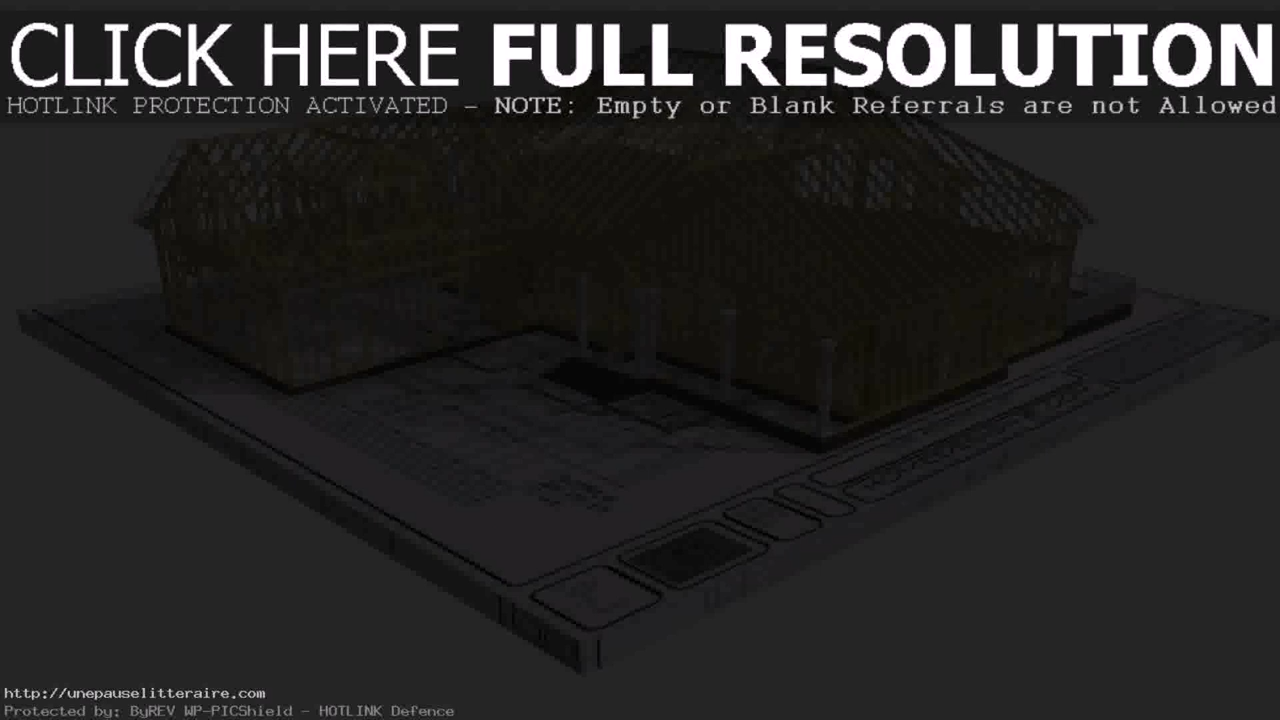 CLICK HERE FULL RESOLUTION
HOTLINK PROTECTION ACTIVATED - NOTE: Empty or Blank Referrals are not Allowed
http://unepauselitteraire.com
Protected by: ByREV WP-PICShield - HOTLINK Defence